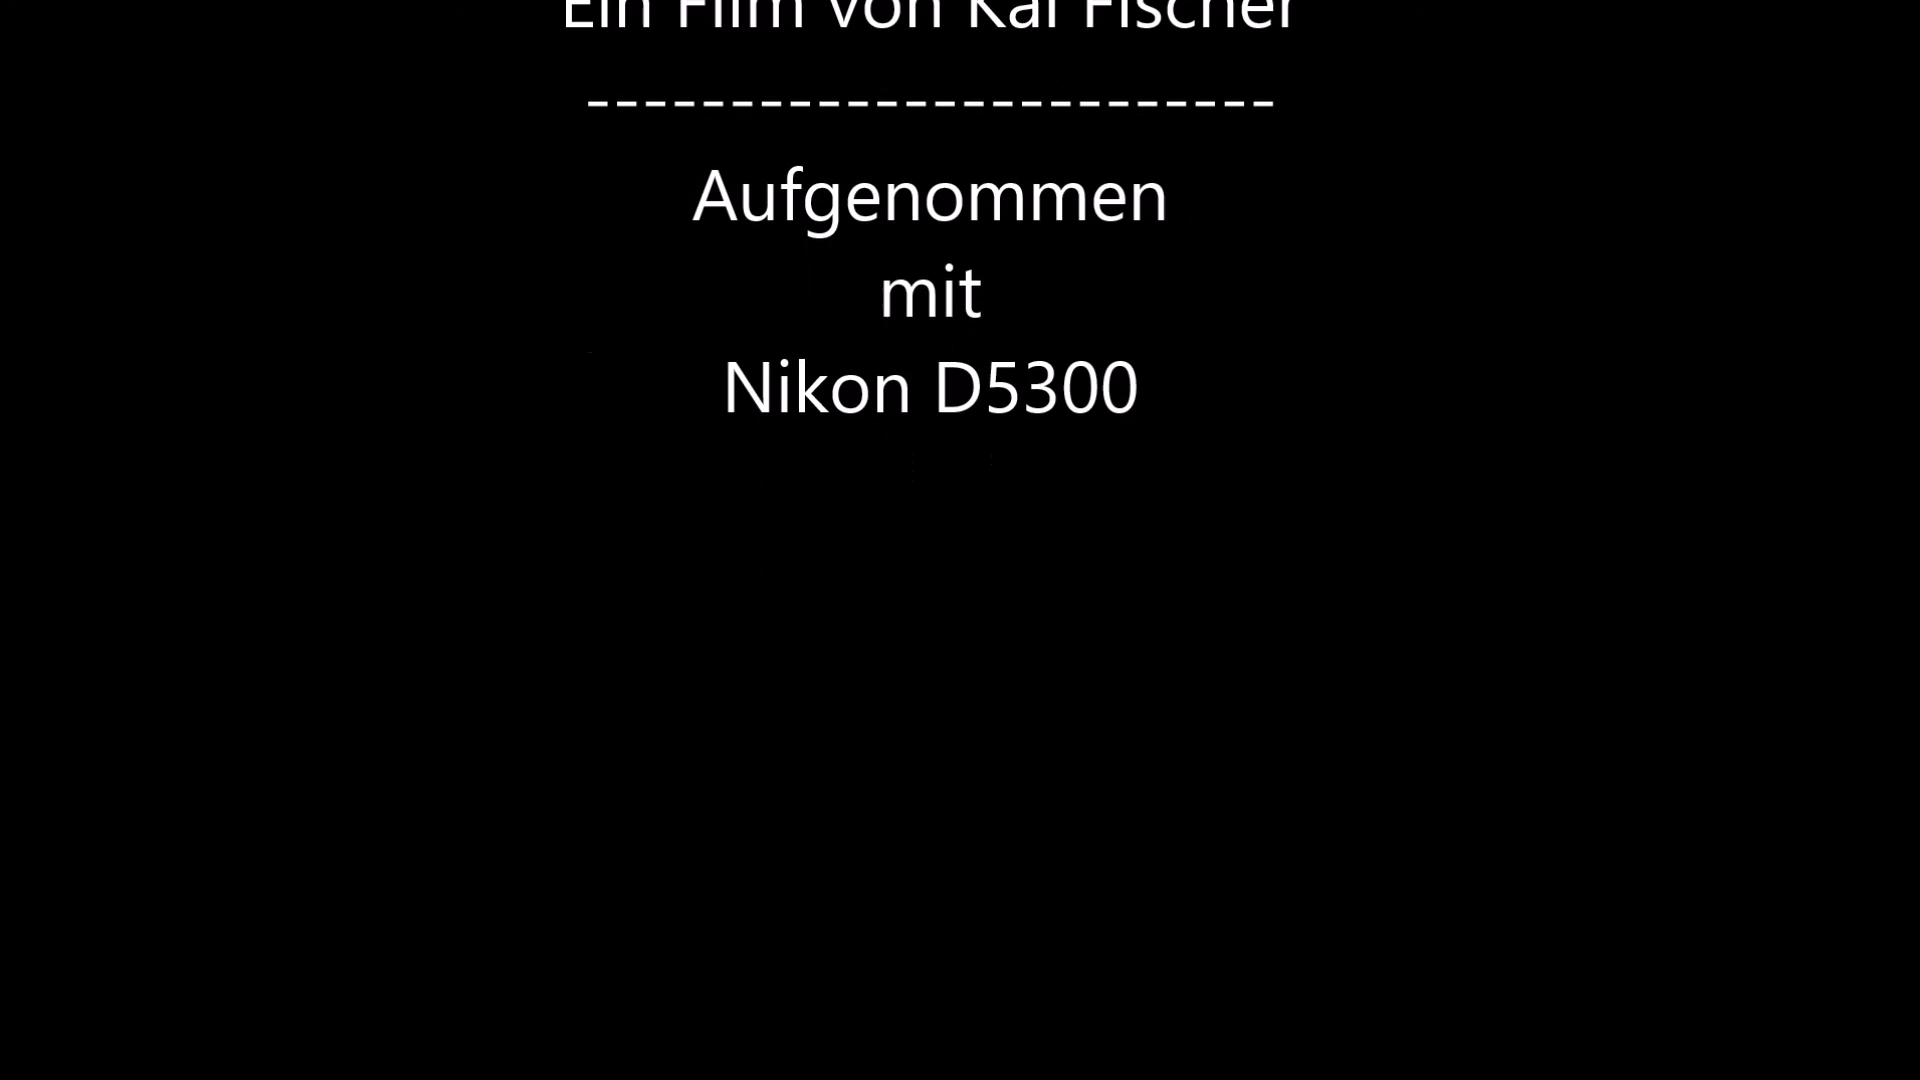 Ein Film von Kai Fischer
------------------------
Aufgenommen
mit
Nikon D5300